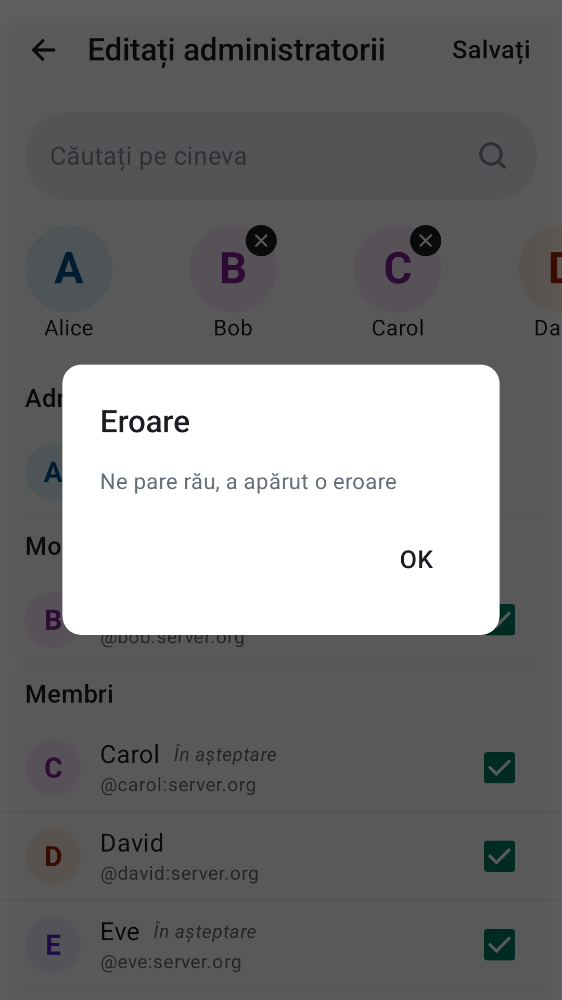 Editați administratorii
Salvați
Căutați pe cineva
A
B
C
D
Alice
Bob
Carol
Da
Adr
A
Eroare
Ne pare rău, a apărut o eroare
OK
Mo
B
@bob:server.org
Membri
C
Carol În așteptare
@carol:server.org
D
David
@david:server.org
E
Eve În așteptare
@eve:server.org